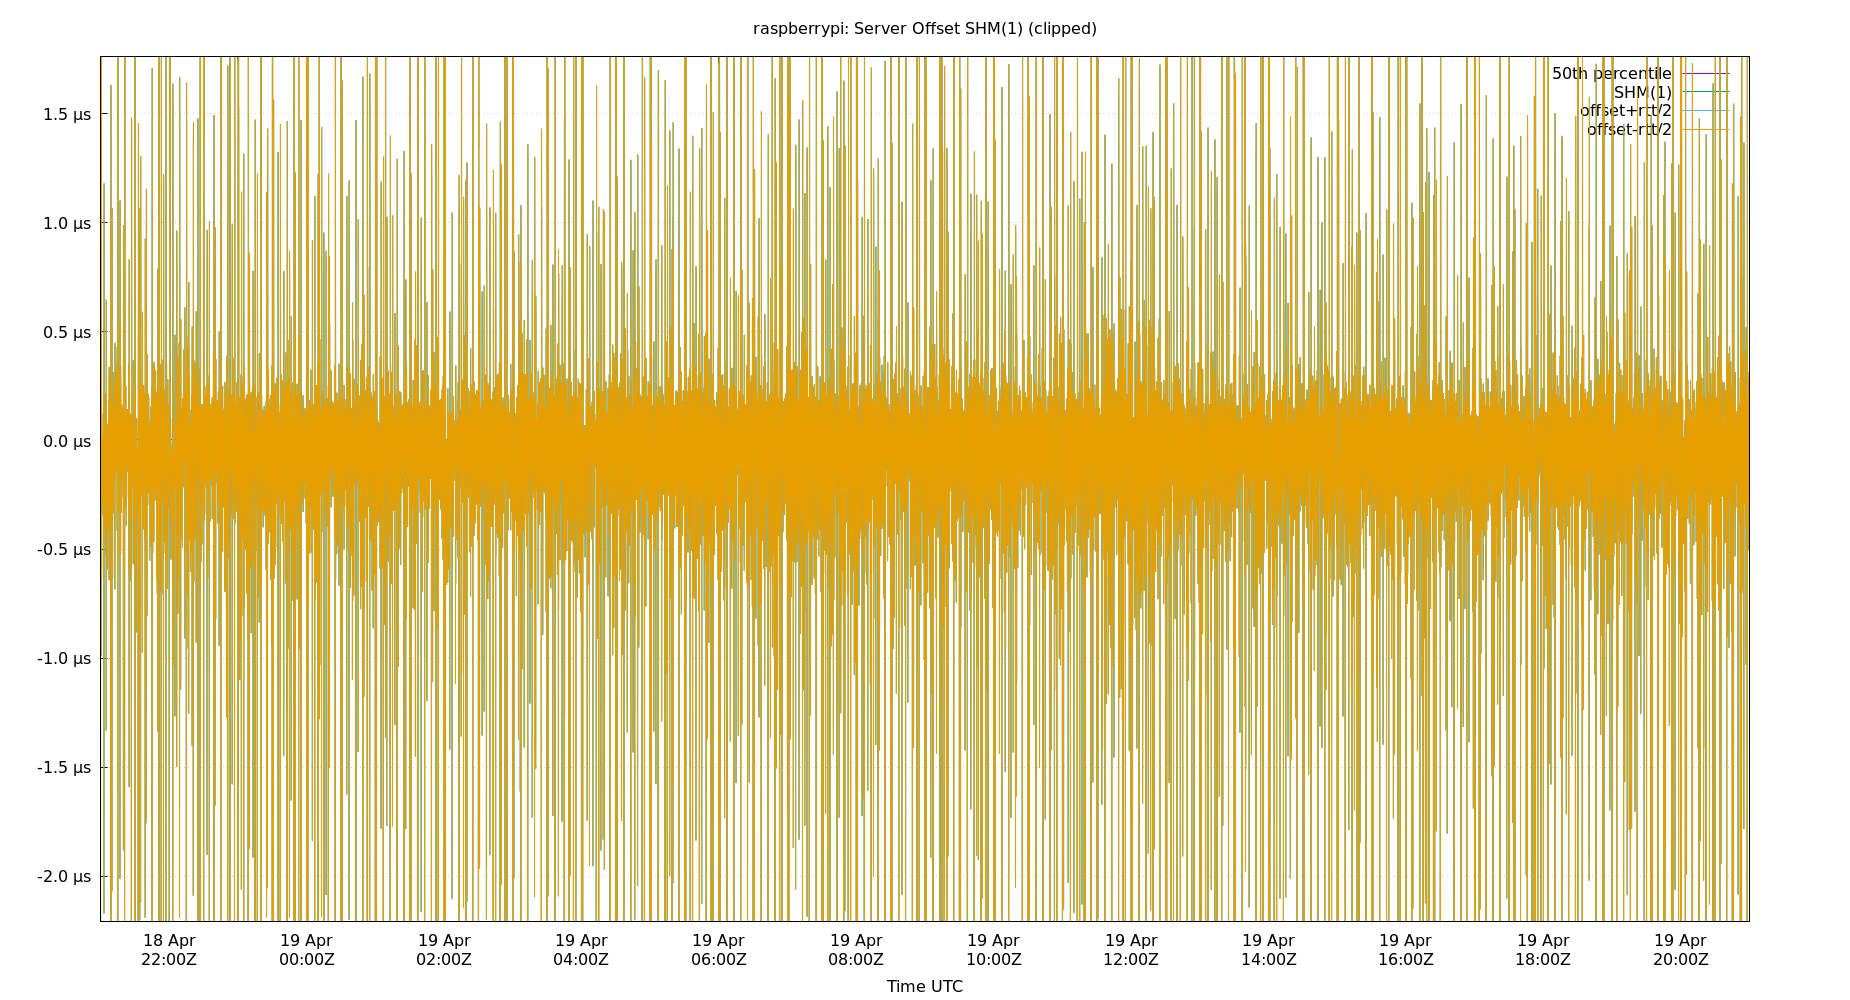 raspberrypi: Server Offset SHM(1) (clipped)
50th percentile
SHM(1)
offset+rtt/2
offset-rtt/2
1.5 µs
1.0 µs
0.5 µs
0.0 µs
-0.5 µs
-1.0 µs
-1.5 µs
-2.0 µs
18 Apr 19 Apr 19 Apr 19 Apr 19 Apr 19 Apr 19 Apr 19 Apr 19 Apr 19 Apr 19 Apr 19 Apr
22:00Z 00:00Z 02:00Z 04:00Z 06:00Z 08:00Z 10:00Z 12:00Z 14:00Z 16:00Z 18:00Z 20:00Z
Time UTC